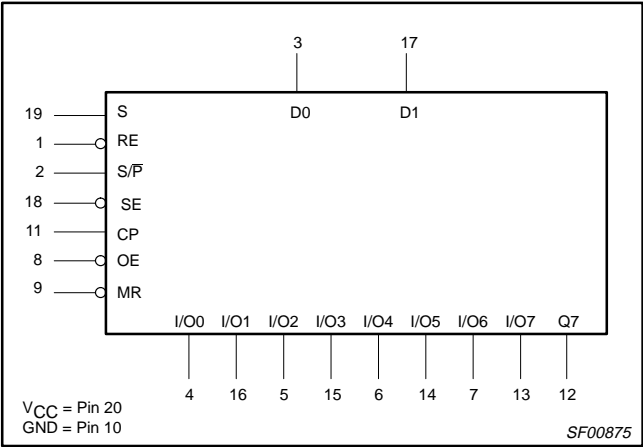 3 17
19 S D0 D1
1 RE
2 S/P̅
18 SE
11 CP
8 OE
9 MR
I/O0 I/O1 I/O2 I/O3 I/O4 I/O5 I/O6 I/O7 Q7
4 16 5 15 6 14 7 13 12
VCC = Pin 20
GND = Pin 10
SF00875